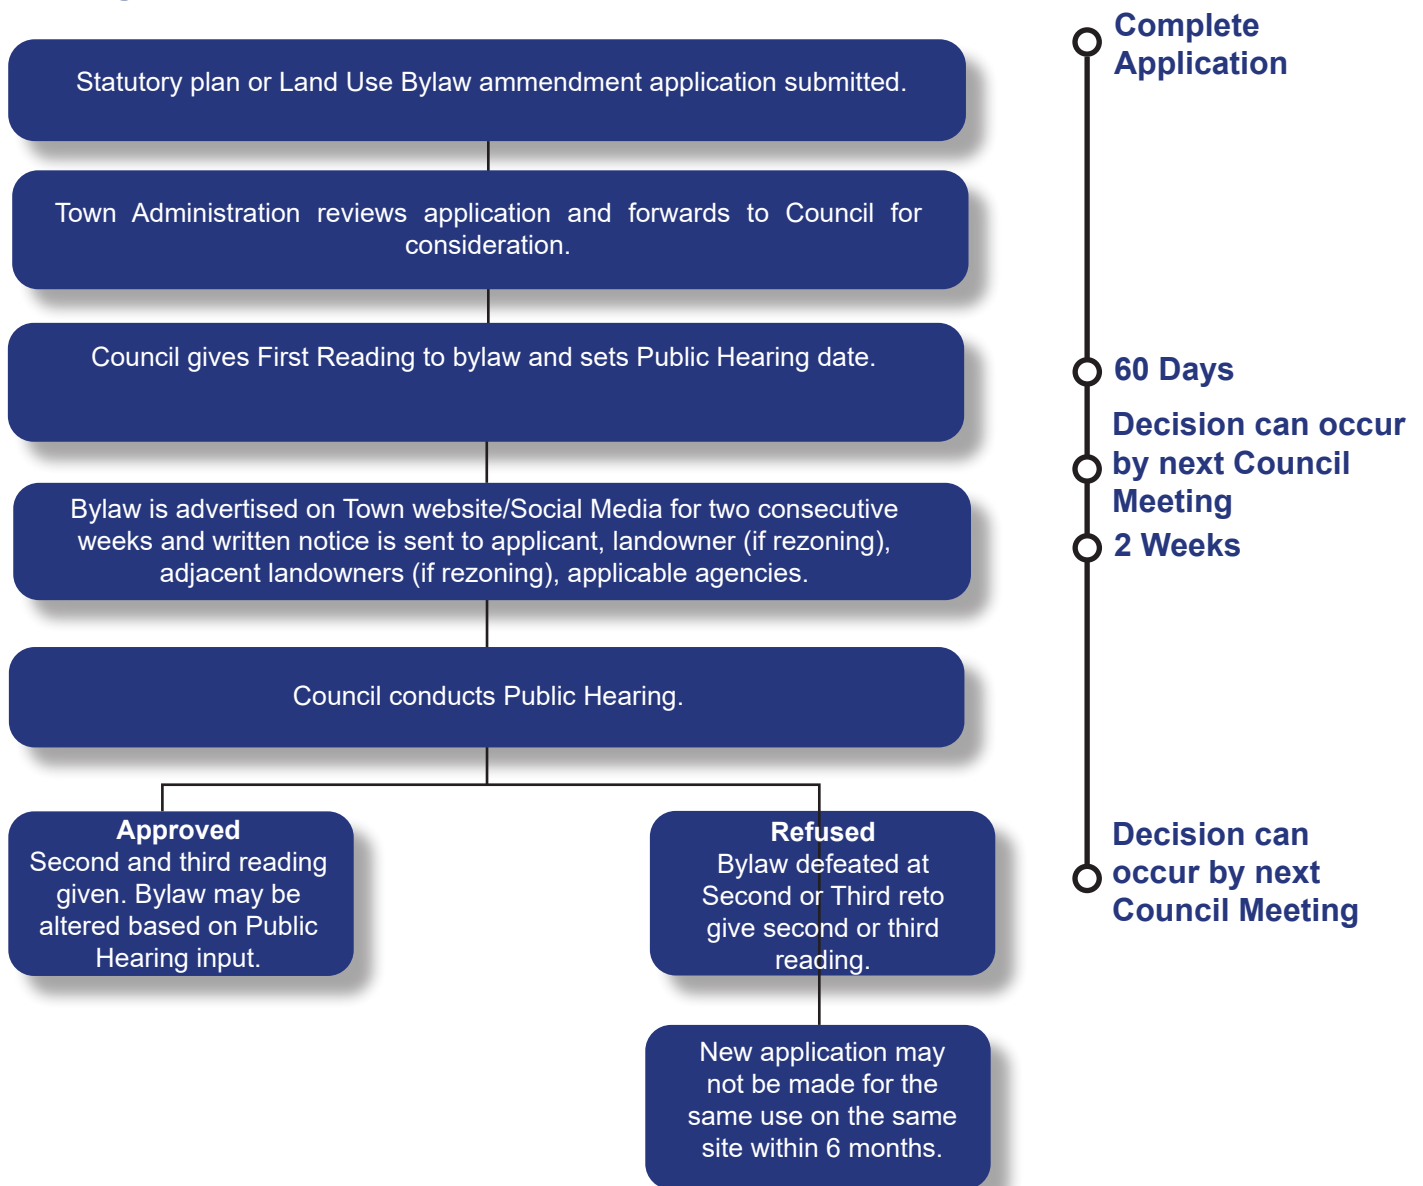 Statutory plan or Land Use Bylaw ammendment application submitted.
Town Administration reviews application and forwards to Council for
consideration.
Council gives First Reading to bylaw and sets Public Hearing date.
Bylaw is advertised on Town website/Social Media for two consecutive
weeks and written notice is sent to applicant, landowner (if rezoning),
adjacent landowners (if rezoning), applicable agencies.
Council conducts Public Hearing.
Approved
Second and third reading
given. Bylaw may be
altered based on Public
Hearing input.
Refused
Bylaw defeated at
Second or Third reto
give second or third
reading.
New application may
not be made for the
same use on the same
site within 6 months.
Complete
Application
60 Days
Decision can occur
by next Council
Meeting
2 Weeks
Decision can
occur by next
Council Meeting